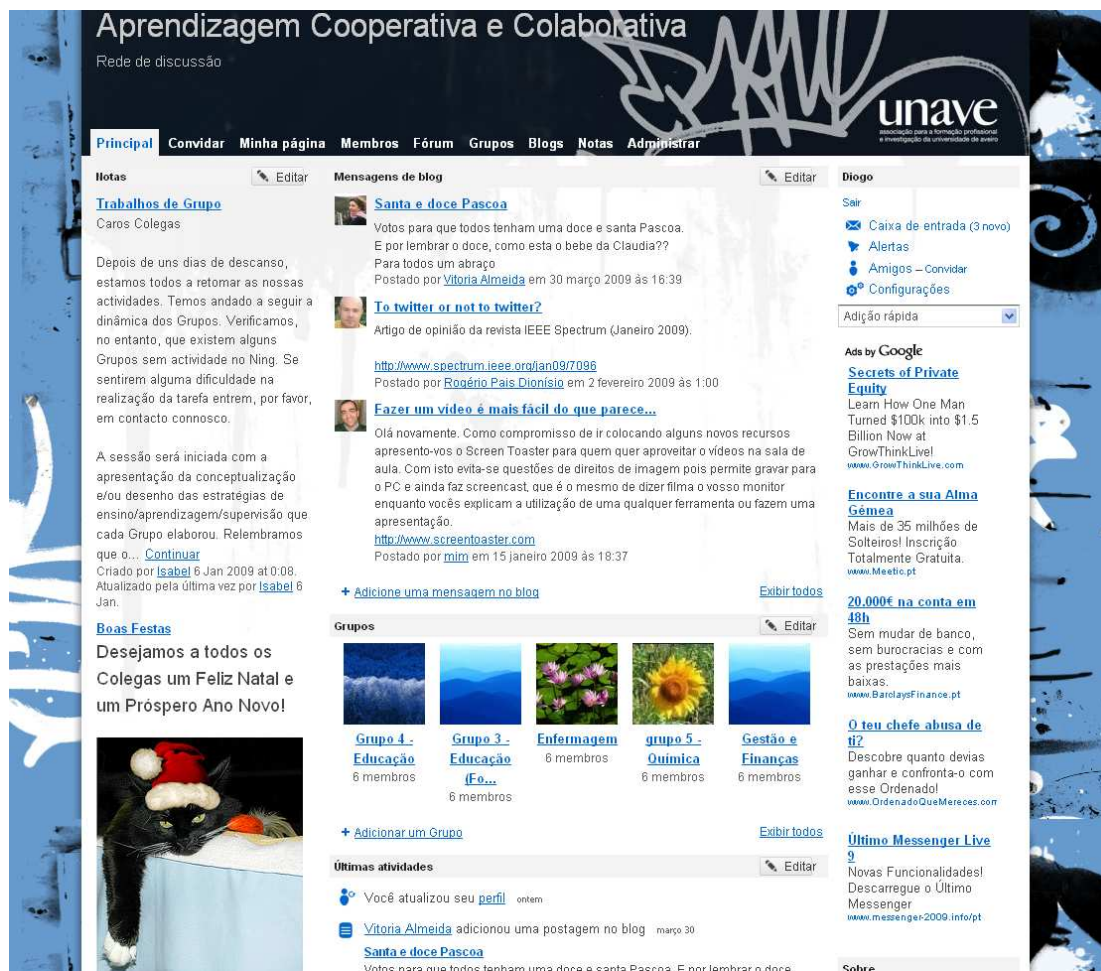 Aprendizagem Cooperativa e Colaborativa
Rede de discussão
unave
associação para a formação profissional
e investigação da universidade de aveiro
Principal Convidar Minha página Membros Fórum Grupos Blogs Notas Administrar
Notas
Editar
Trabalhos de Grupo
Caros Colegas
Depois de uns dias de descanso,
estamos todos a retomar as nossas
actividades. Temos andado a seguir a
dinâmica dos Grupos. Verificamos,
no entanto, que existem alguns
Grupos sem actividade no Ning. Se
sentirem alguma dificuldade na
realização da tarefa entrem, por favor,
em contacto connosco.
A sessão será iniciada com a
apresentação da conceptualização
e/ou desenho das estratégias de
ensino/aprendizagem/supervisão que
cada Grupo elaborou. Relembramos
que o... Continuar
Criado por Isabel 6 Jan 2009 at 0:08.
Atualizado pela última vez por Isabel 6
Jan.
Boas Festas
Desejamos a todos os
Colegas um Feliz Natal e
um Próspero Ano Novo!
Mensagens de blog
Editar
Santa e doce Pascoa
Votos para que todos tenham uma doce e santa Pascoa.
E por lembrar o doce, como esta o bebe da Claudia??
Para todos um abraço
Postado por Vitoria Almeida em 30 março 2009 às 16:39
To twitter or not to twitter?
Artigo de opinião da revista IEEE Spectrum (Janeiro 2009).
http://www.spectrum.ieee.org/jan09/7096
Postado por Rogério Pais Dionísio em 2 fevereiro 2009 às 1:00
Fazer um vídeo é mais fácil do que parece...
Olá novamente. Como compromisso de ir colocando alguns novos recursos
apresento-vos o Screen Toaster para quem quer aproveitar o vídeos na sala de
aula. Com isto evita-se questões de direitos de imagem pois permite gravar para
o PC e ainda faz screencast, que é o mesmo de dizer filma o vosso monitor
enquanto vocês explicam a utilização de uma qualquer ferramenta ou fazem uma
apresentação.
http://www.screentoaster.com
Postado por mim em 15 janeiro 2009 às 18:37
+ Adicione uma mensagem no blog
Exibir todos
Grupos
Editar
Grupo 4 -
Educação
6 membros
Grupo 3 -
Educação
(Fo...
6 membros
Enfermagem
6 membros
grupo 5 -
Química
6 membros
Gestão e
Finanças
6 membros
+ Adicionar um Grupo
Exibir todos
Últimas atividades
Editar
Você atualizou seu perfil ontem
Vitoria Almeida adicionou uma postagem no blog março 30
Santa e doce Pascoa
Votos para que todos tenham uma doce e santa Pascoa. E por lembrar o doce,
Diogo
Sair
Caixa de entrada (3 novo)
Alertas
Amigos – Convidar
Configurações
Adição rápida
Ads by Google
Secrets of Private
Equity
Learn How One Man
Turned $100k into $1.5
Billion Now at
GrowThinkLive!
www.GrowThinkLive.com
Encontre a sua Alma
Gémea
Mais de 35 milhões de
Solteiros! Inscrição
Totalmente Gratuita.
www.Meetic.pt
20.000€ na conta em
48h
Sem mudar de banco,
sem burocracias e com
as prestações mais
baixas.
www.BarclaysFinance.pt
O teu chefe abusa de
ti?
Descobre quanto devias
ganhar e confronta-o com
esse Ordenado!
www.OrdenadoQueMereces.com
Último Messenger Live
9
Novas Funcionalidades!
Descarregue o Último
Messenger
www.messenger-2009.info/pt
Sobre